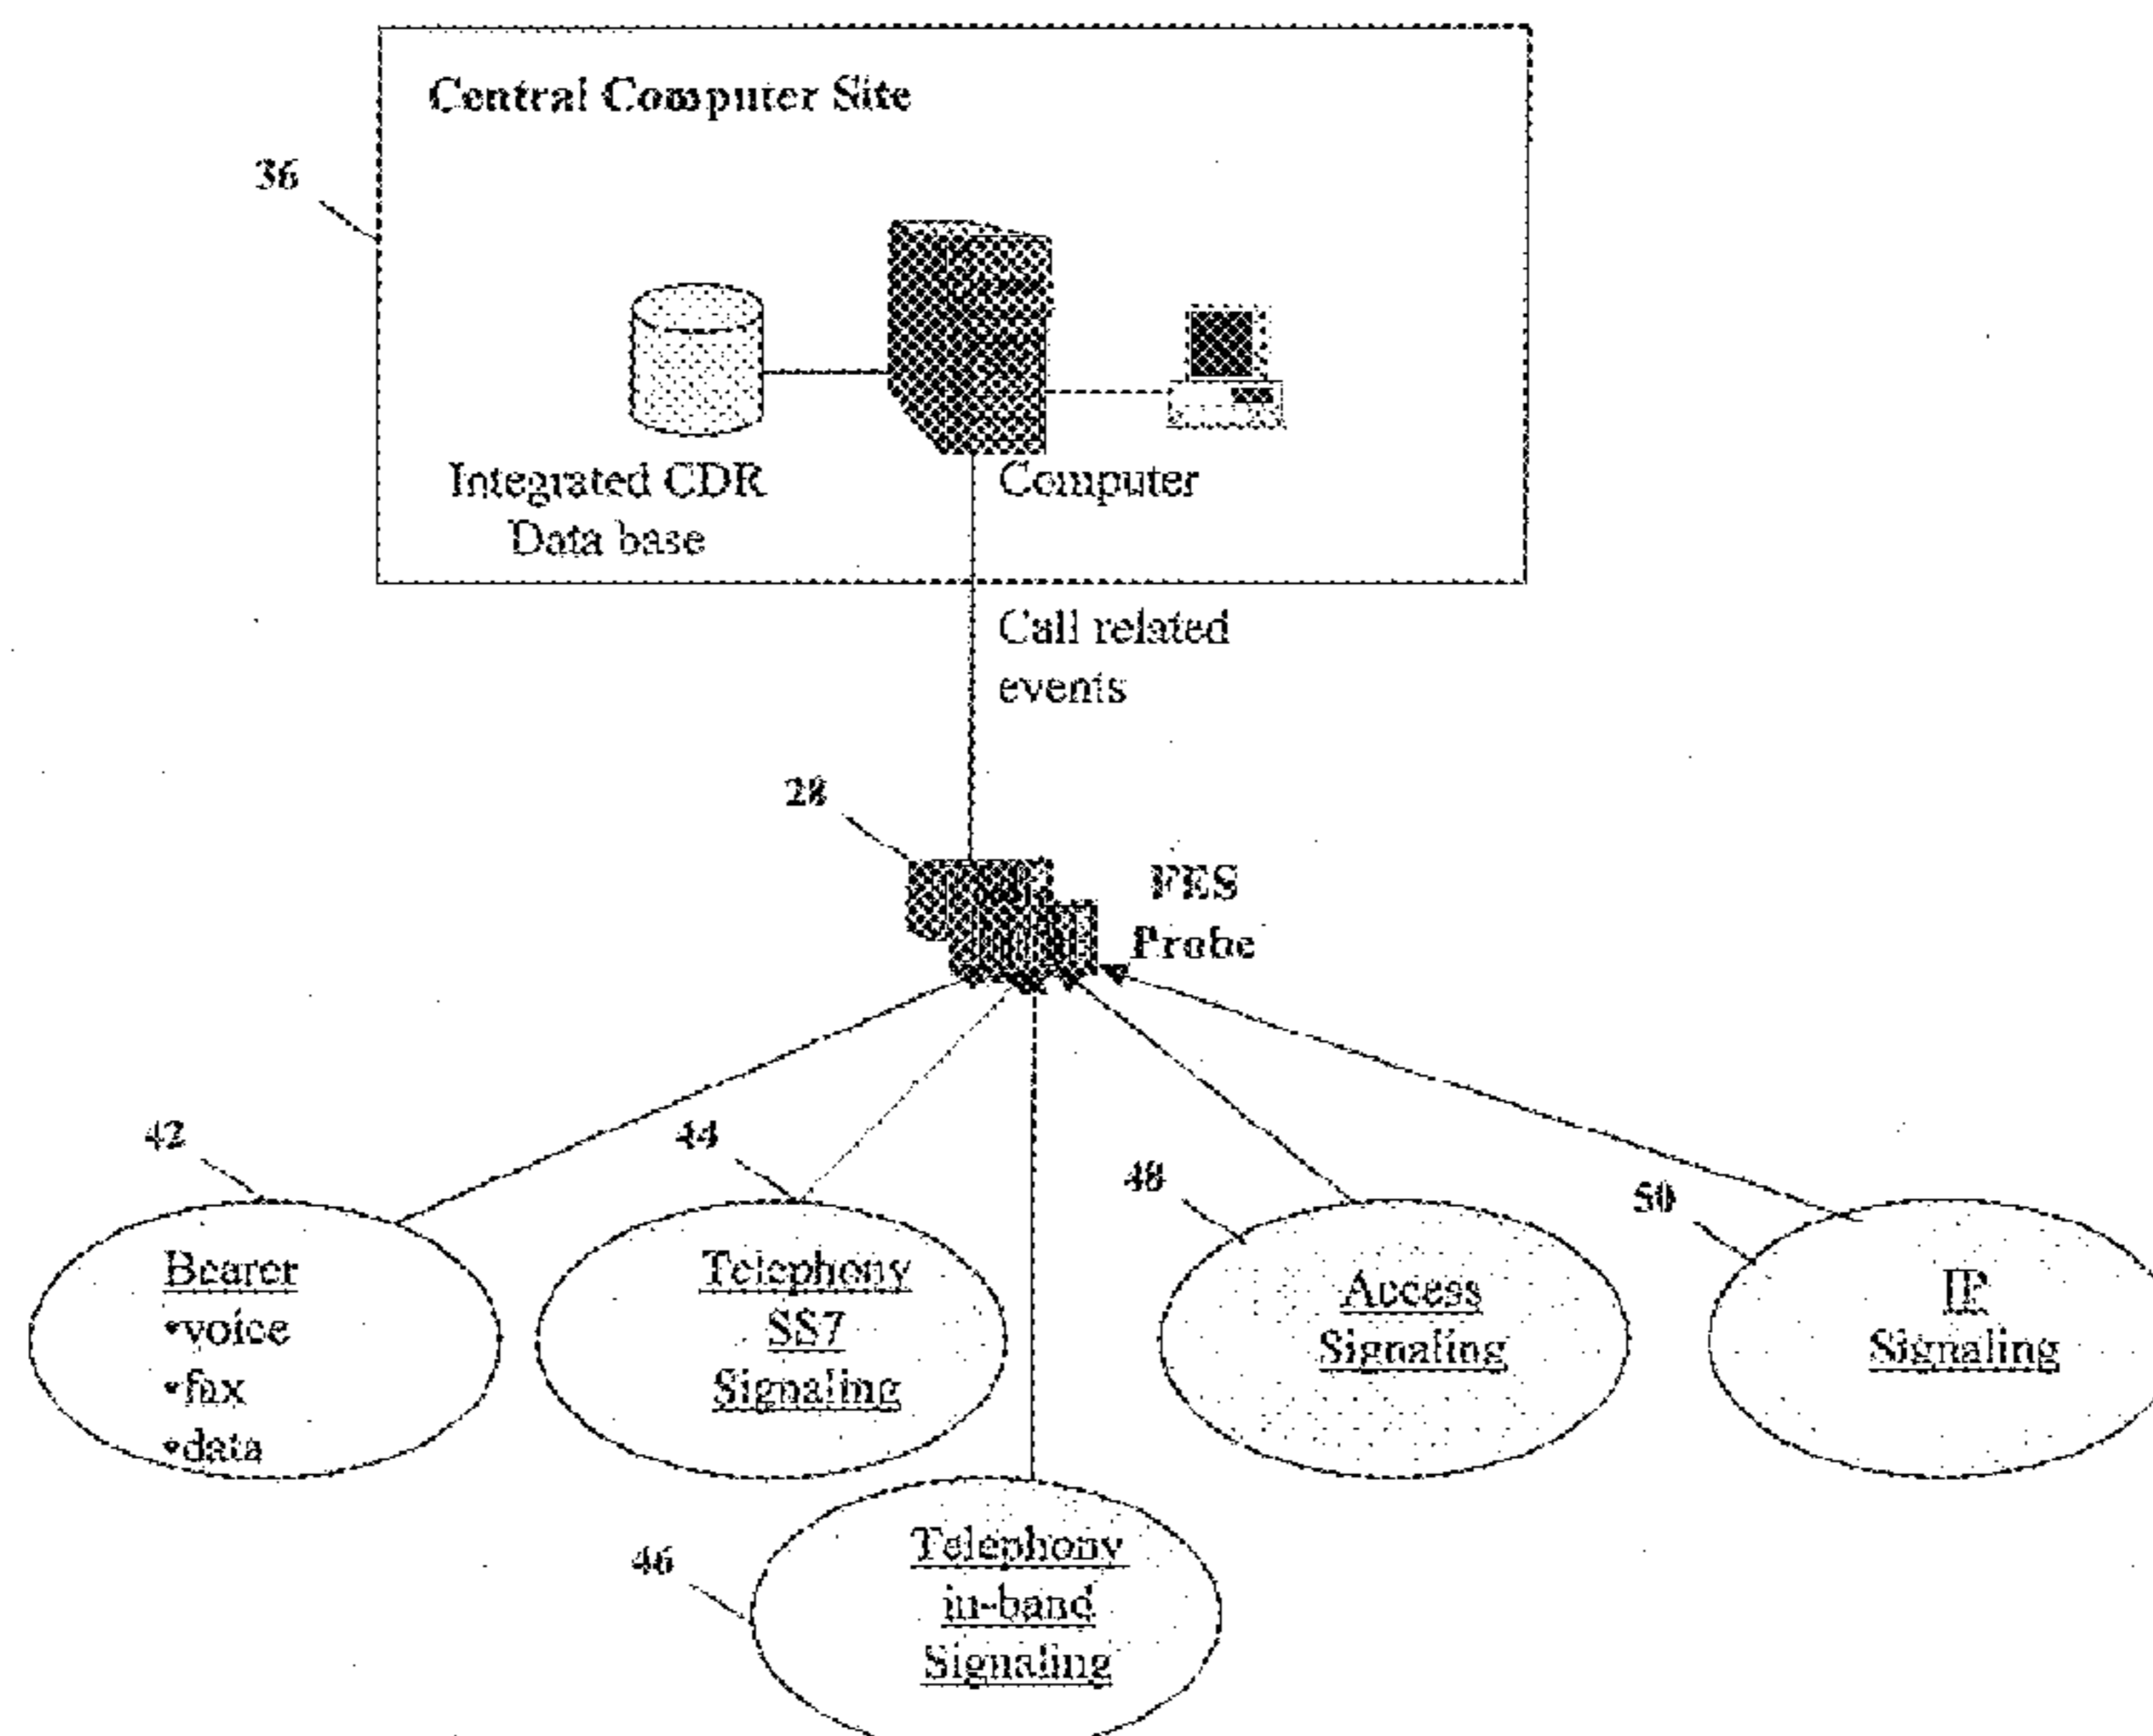 Central Computer Site
36
Integrated CDR
Data base
Computer
Call related
events
28
FES
Probe
42
44
48
50
Bearer
•voice
•fax
•data
Telephony
SS7
Signaling
Access
Signaling
IP
Signaling
46
Telephony
in-band
Signaling